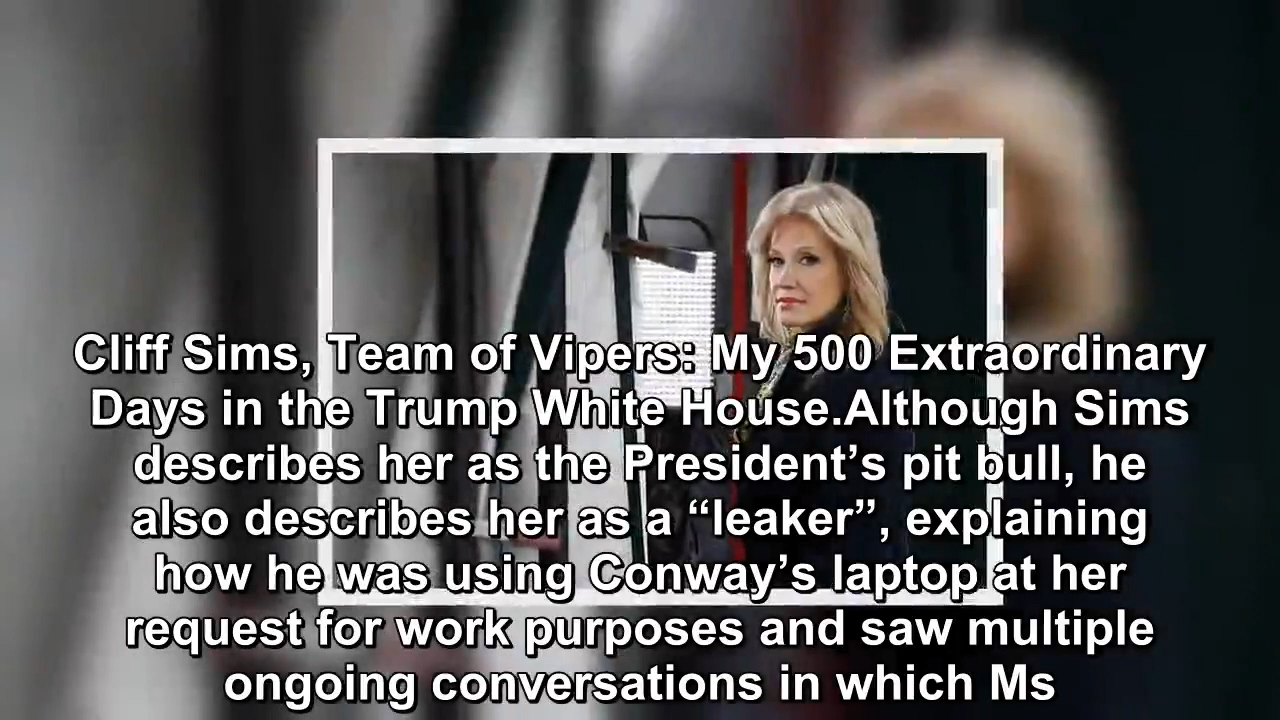 Cliff Sims, Team of Vipers: My 500 Extraordinary
Days in the Trump White House.Although Sims
describes her as the President’s pit bull, he
also describes her as a “leaker”, explaining
how he was using Conway’s laptop at her
request for work purposes and saw multiple
ongoing conversations in which Ms